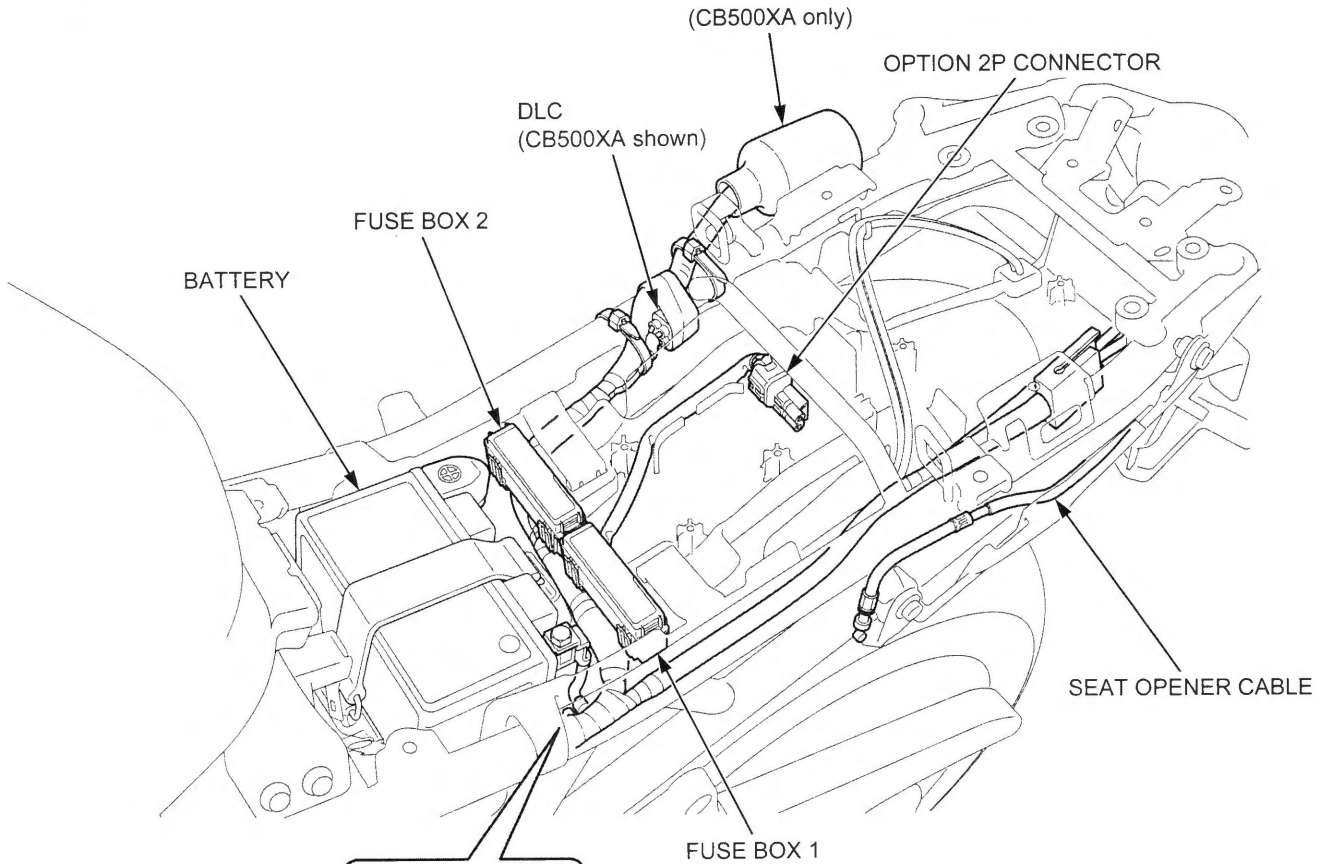 (CB500XA only)
OPTION 2P CONNECTOR
DLC
(CB500XA shown)
FUSE BOX 2
BATTERY
SEAT OPENER CABLE
FUSE BOX 1